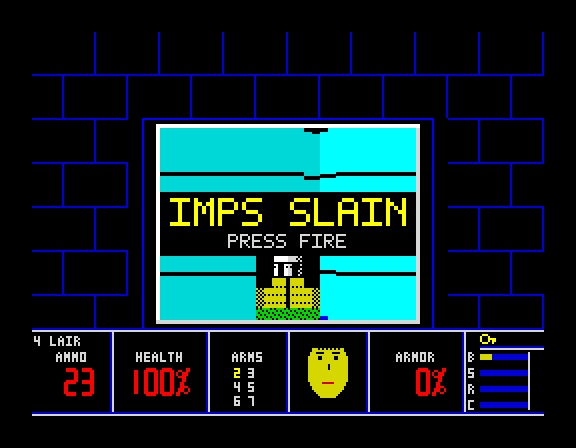 IMPS SLAIN
PRESS FIRE
4 LAIR
AMMO
23
HEALTH
100%
ARMS
2 3
4 5
6 7
ARMOR
0%
B
S
R
C